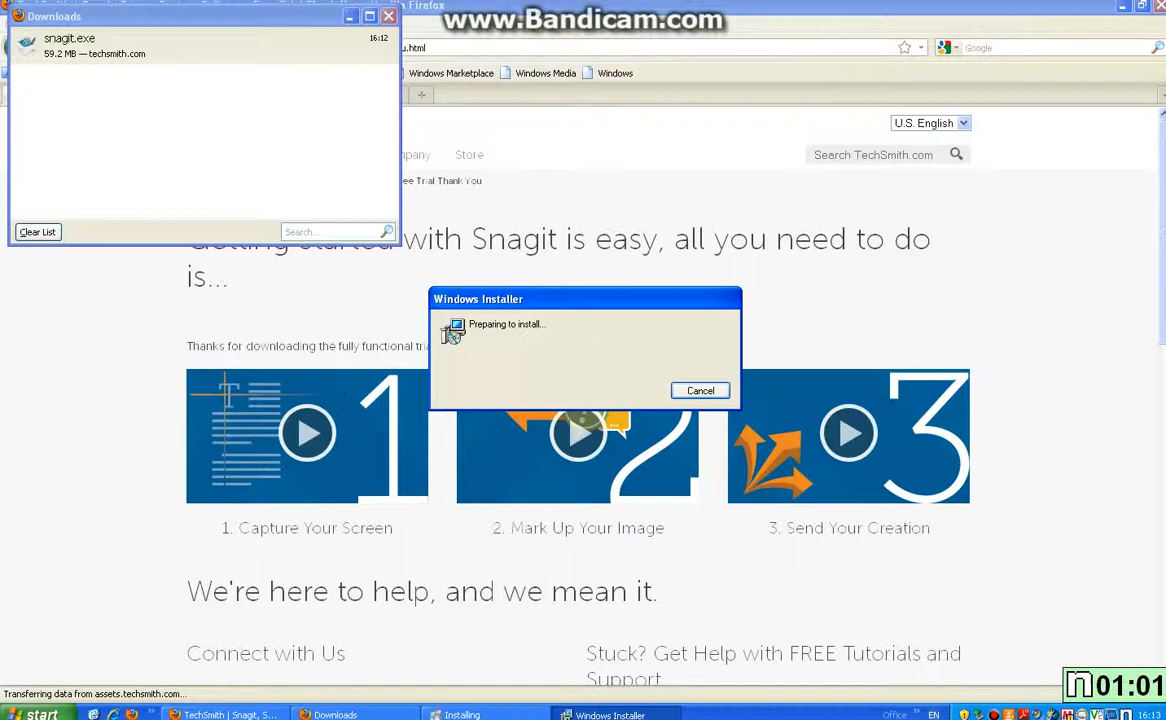 Downloads
Firefox
www.Bandicam.com
snagit.exe
16:12
59.2 MB — techsmith.com
u.html
Google
Windows Marketplace
Windows Media
Windows
U.S. English
Store
Search TechSmith.com
ee Trial Thank You
Clear List
Search...
with Snagit is easy, all you need to do
is...
Windows Installer
Preparing to install...
Thanks for downloading the fully functional tri
Cancel
1
2
3
1. Capture Your Screen
2. Mark Up Your Image
3. Send Your Creation
We're here to help, and we mean it.
Connect with Us
Stuck? Get Help with FREE Tutorials and
Support
Transferring data from assets.techsmith.com...
01:01
start
TechSmith | Snagit, S...
Downloads
Installing
Windows Installer
Office
EN
16:13